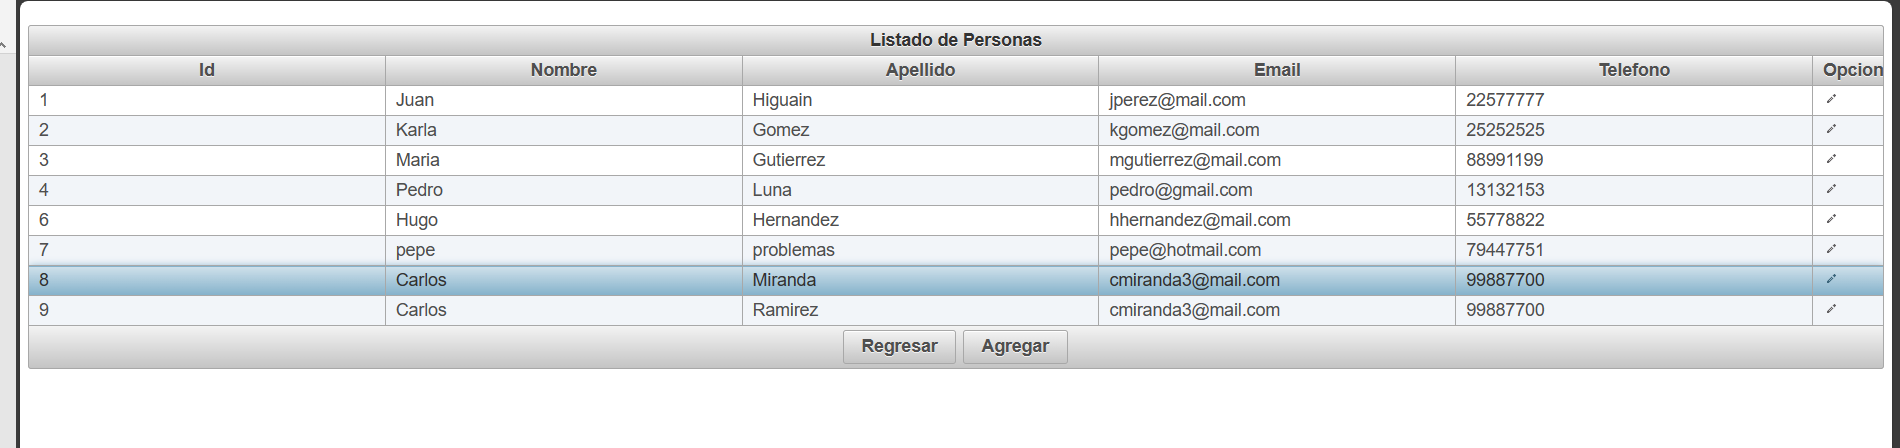 Listado de Personas
Id Nombre Apellido Email Telefono Opcion
1 Juan Higuain jperez@mail.com 22577777
2 Karla Gomez kgomez@mail.com 25252525
3 Maria Gutierrez mgutierrez@mail.com 88991199
4 Pedro Luna pedro@gmail.com 13132153
6 Hugo Hernandez hhernandez@mail.com 55778822
7 pepe problemas pepe@hotmail.com 79447751
8 Carlos Miranda cmiranda3@mail.com 99887700
9 Carlos Ramirez cmiranda3@mail.com 99887700
Regresar Agregar